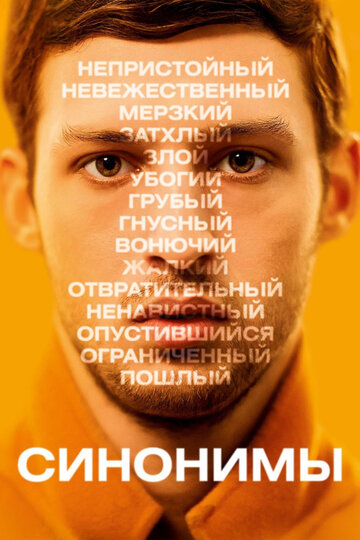 НЕПРИСТОЙНЫЙ
НЕВЕЖЕСТВЕННЫЙ
МЕРЗКИЙ
ЗАТХЛЫЙ
ЗЛОЙ
УБОГИЙ
ГРУБЫЙ
ГНУСНЫЙ
ВОНЮЧИЙ
ЖАЛКИЙ
ОТВРАТИТЕЛЬНЫЙ
НЕНАВИСТНЫЙ
ОПУСТИВШИЙСЯ
ОГРАНИЧЕННЫЙ
ПОШЛЫЙ
СИНОНИМЫ